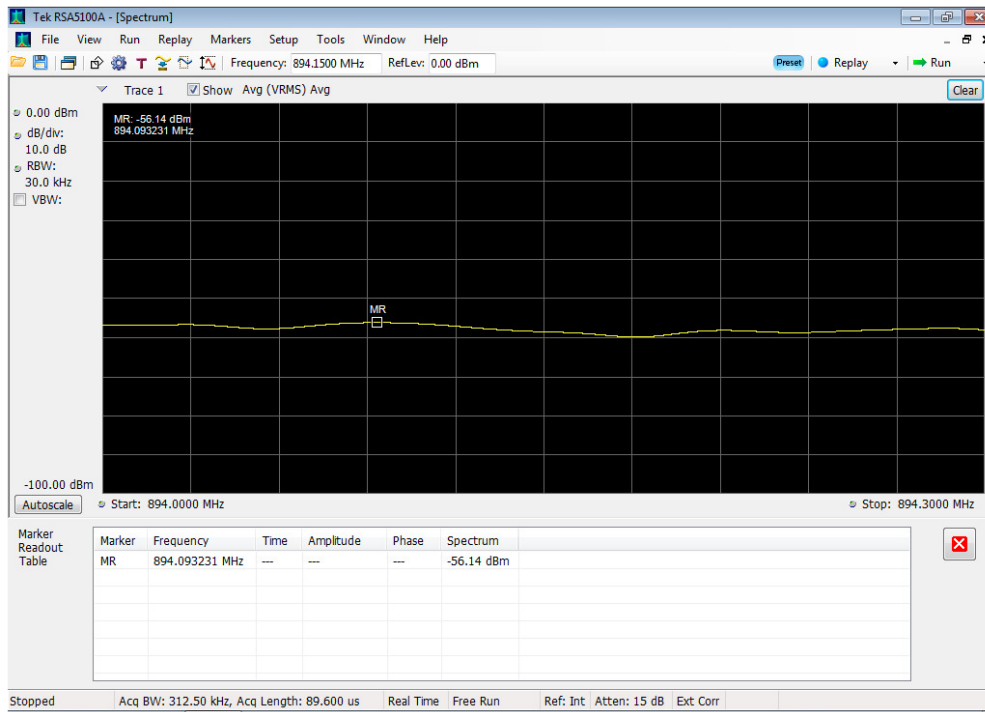 Tek RSA5100A - [Spectrum]
File View Run Replay Markers Setup Tools Window Help
T Frequency: 894.1500 MHz RefLev: 0.00 dBm Preset Replay Run
Trace 1 Show Avg (VRMS) Avg Clear
0.00 dBm
dB/div:
10.0 dB
RBW:
30.0 kHz
VBW:
MR: -56.14 dBm
894.093231 MHz
MR
-100.00 dBm
Autoscale Start: 894.0000 MHz Stop: 894.3000 MHz
Marker
Readout
Table
Marker Frequency Time Amplitude Phase Spectrum
MR 894.093231 MHz --- --- --- -56.14 dBm
Stopped Acq BW: 312.50 kHz, Acq Length: 89.600 us Real Time Free Run Ref: Int Atten: 15 dB Ext Corr